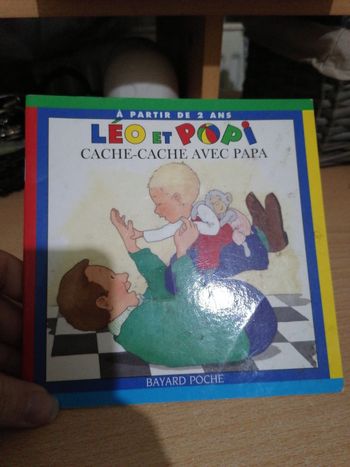 À PARTIR DE 2 ANS
LÉO ET POPI
CACHE-CACHE AVEC PAPA
BAYARD POCHE